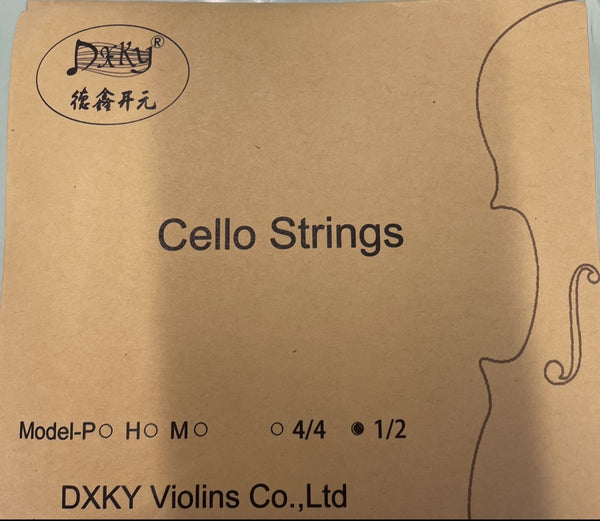 DXKY®
德鑫开元
Cello Strings
Model-P○ H○ M○ ○ 4/4 ● 1/2
DXKY Violins Co.,Ltd